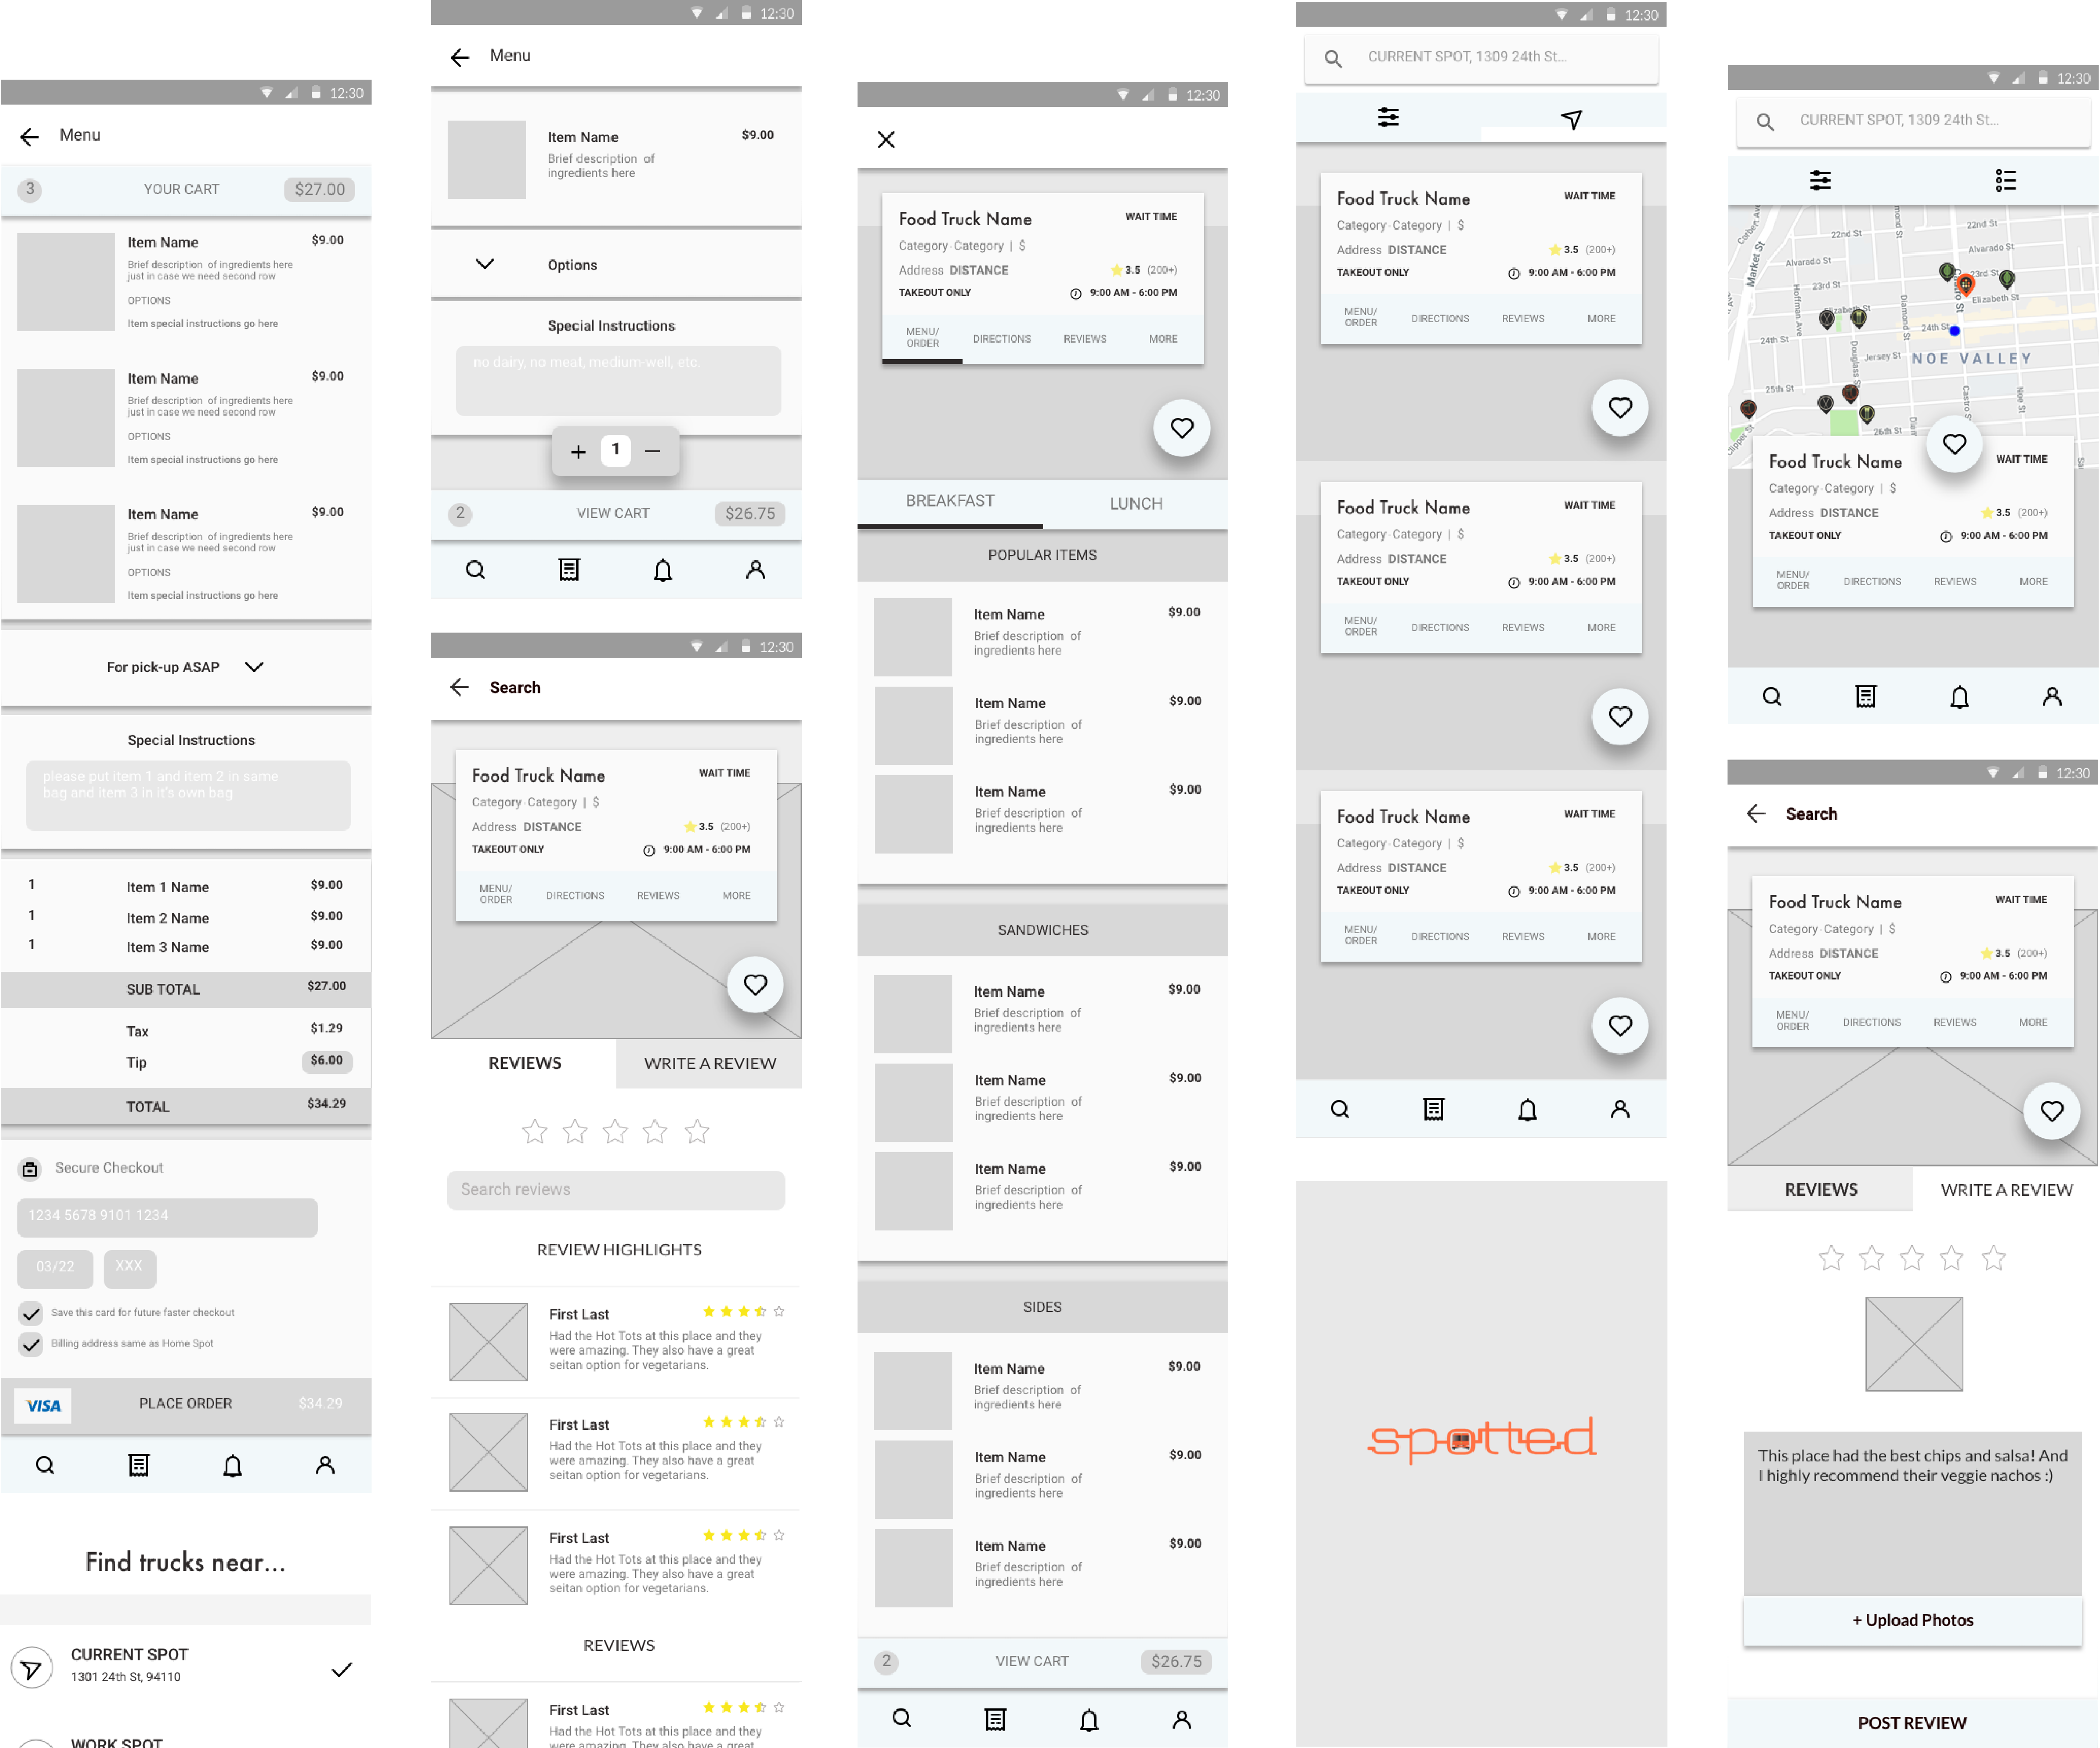 12:30
Menu
3 YOUR CART $27.00
Item Name $9.00
Brief description of ingredients here
just in case we need second row
OPTIONS
Item special instructions go here
Item Name $9.00
Brief description of ingredients here
just in case we need second row
OPTIONS
Item special instructions go here
Item Name $9.00
Brief description of ingredients here
just in case we need second row
OPTIONS
Item special instructions go here
For pick-up ASAP
Special Instructions
please put item 1 and item 2 in same
bag and item 3 in it's own bag
1 Item 1 Name $9.00
1 Item 2 Name $9.00
1 Item 3 Name $9.00
SUB TOTAL $27.00
Tax $1.29
Tip $6.00
TOTAL $34.29
Secure Checkout
1234 5678 9101 1234
03/22 XXX
Save this card for future faster checkout
Billing address same as Home Spot
VISA PLACE ORDER $34.29
Find trucks near...
CURRENT SPOT
1301 24th St, 94110
WORK SPOT
12:30
Menu
Item Name $9.00
Brief description of
ingredients here
Options
Special Instructions
no dairy, no meat, medium-well, etc.
+ 1 −
2 VIEW CART $26.75
12:30
Search
Food Truck Name WAIT TIME
Category · Category | $
Address DISTANCE 3.5 (200+)
TAKEOUT ONLY 9:00 AM - 6:00 PM
MENU/
ORDER DIRECTIONS REVIEWS MORE
REVIEWS WRITE A REVIEW
Search reviews
REVIEW HIGHLIGHTS
First Last
Had the Hot Tots at this place and they
were amazing. They also have a great
seitan option for vegetarians.
First Last
Had the Hot Tots at this place and they
were amazing. They also have a great
seitan option for vegetarians.
First Last
Had the Hot Tots at this place and they
were amazing. They also have a great
seitan option for vegetarians.
REVIEWS
First Last
Had the Hot Tots at this place and they
were amazing. They also have a great
12:30
Food Truck Name WAIT TIME
Category · Category | $
Address DISTANCE 3.5 (200+)
TAKEOUT ONLY 9:00 AM - 6:00 PM
MENU/
ORDER DIRECTIONS REVIEWS MORE
BREAKFAST LUNCH
POPULAR ITEMS
Item Name $9.00
Brief description of
ingredients here
Item Name $9.00
Brief description of
ingredients here
Item Name $9.00
Brief description of
ingredients here
SANDWICHES
Item Name $9.00
Brief description of
ingredients here
Item Name $9.00
Brief description of
ingredients here
Item Name $9.00
Brief description of
ingredients here
SIDES
Item Name $9.00
Brief description of
ingredients here
Item Name $9.00
Brief description of
ingredients here
Item Name $9.00
Brief description of
ingredients here
2 VIEW CART $26.75
12:30
CURRENT SPOT, 1309 24th St...
Food Truck Name WAIT TIME
Category · Category | $
Address DISTANCE 3.5 (200+)
TAKEOUT ONLY 9:00 AM - 6:00 PM
MENU/
ORDER DIRECTIONS REVIEWS MORE
Food Truck Name WAIT TIME
Category · Category | $
Address DISTANCE 3.5 (200+)
TAKEOUT ONLY 9:00 AM - 6:00 PM
MENU/
ORDER DIRECTIONS REVIEWS MORE
Food Truck Name WAIT TIME
Category · Category | $
Address DISTANCE 3.5 (200+)
TAKEOUT ONLY 9:00 AM - 6:00 PM
MENU/
ORDER DIRECTIONS REVIEWS MORE
spotted
12:30
CURRENT SPOT, 1309 24th St...
22nd St
22nd St
Alvarado St
Market St
Alvarado St
23rd St
23rd St
Elizabeth St
Hoffman Ave
Diamond St
24th St
24th St
Jersey St
NOE VALLEY
Douglass S
25th St
Castro S
Noe St
26th St
Clipper St
Food Truck Name WAIT TIME
Category · Category | $
Address DISTANCE 3.5 (200+)
TAKEOUT ONLY 9:00 AM - 6:00 PM
MENU/
ORDER DIRECTIONS REVIEWS MORE
12:30
Search
Food Truck Name WAIT TIME
Category · Category | $
Address DISTANCE 3.5 (200+)
TAKEOUT ONLY 9:00 AM - 6:00 PM
MENU/
ORDER DIRECTIONS REVIEWS MORE
REVIEWS WRITE A REVIEW
This place had the best chips and salsa! And
I highly recommend their veggie nachos :)
+ Upload Photos
POST REVIEW